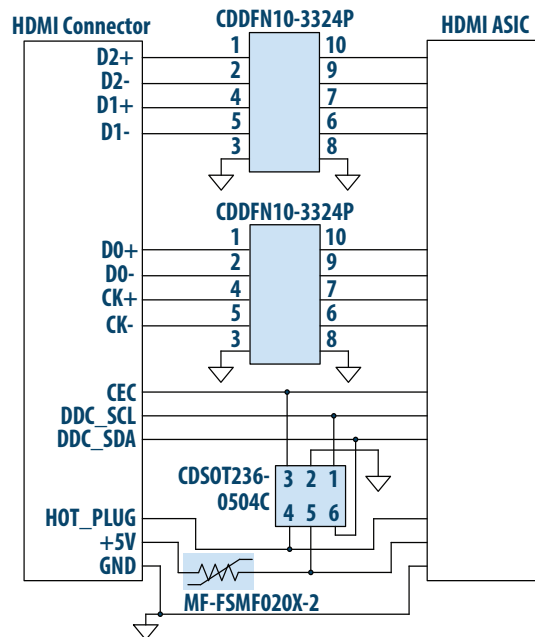 CDDFN10-3324P
HDMI Connector
HDMI ASIC
D2+ 1 10
D2- 2 9
D1+ 4 7
D1- 5 6
3 8
CDDFN10-3324P
D0+ 1 10
D0- 2 9
CK+ 4 7
CK- 5 6
3 8
CEC
DDC_SCL
DDC_SDA
CDSOT236-
0504C
3 2 1
4 5 6
HOT_PLUG
+5V
GND
MF-FSMF020X-2